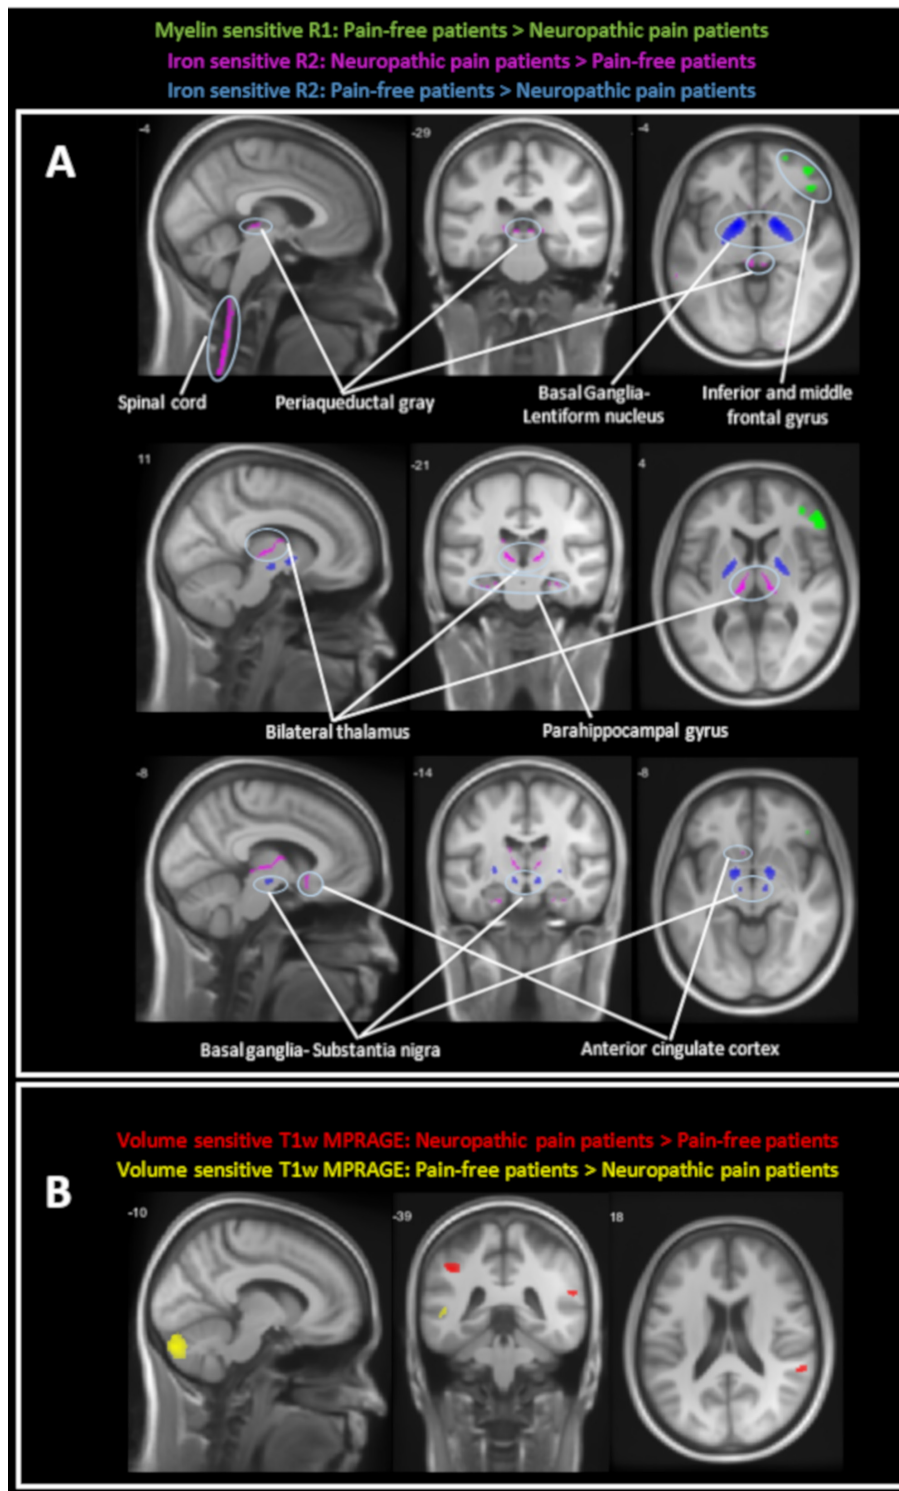 Myelin sensitive R1: Pain-free patients > Neuropathic pain patients
Iron sensitive R2: Neuropathic pain patients > Pain-free patients
Iron sensitive R2: Pain-free patients > Neuropathic pain patients
A
-4
-29
-4
Spinal cord
Periaqueductal gray
Basal Ganglia-
Lentiform nucleus
Inferior and middle
frontal gyrus
11
-21
4
Bilateral thalamus
Parahippocampal gyrus
-8
-14
-8
Basal ganglia- Substantia nigra
Anterior cingulate cortex
Volume sensitive T1w MPRAGE: Neuropathic pain patients > Pain-free patients
Volume sensitive T1w MPRAGE: Pain-free patients > Neuropathic pain patients
B
-10
-39
18